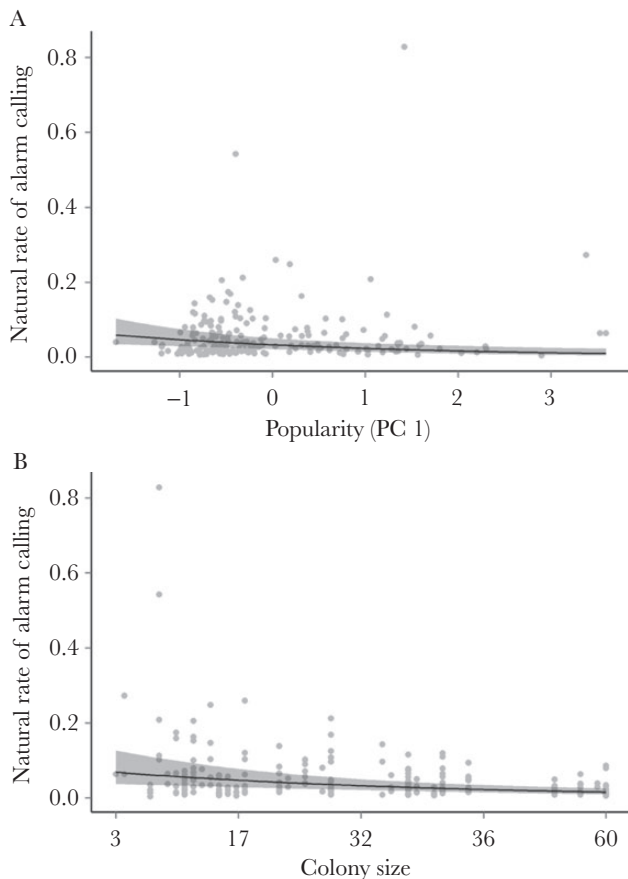 A
Natural rate of alarm calling
0.8
0.6
0.4
0.2
0.0
−1 0 1 2 3
Popularity (PC 1)
B
Natural rate of alarm calling
0.8
0.6
0.4
0.2
0.0
3 17 32 36 60
Colony size